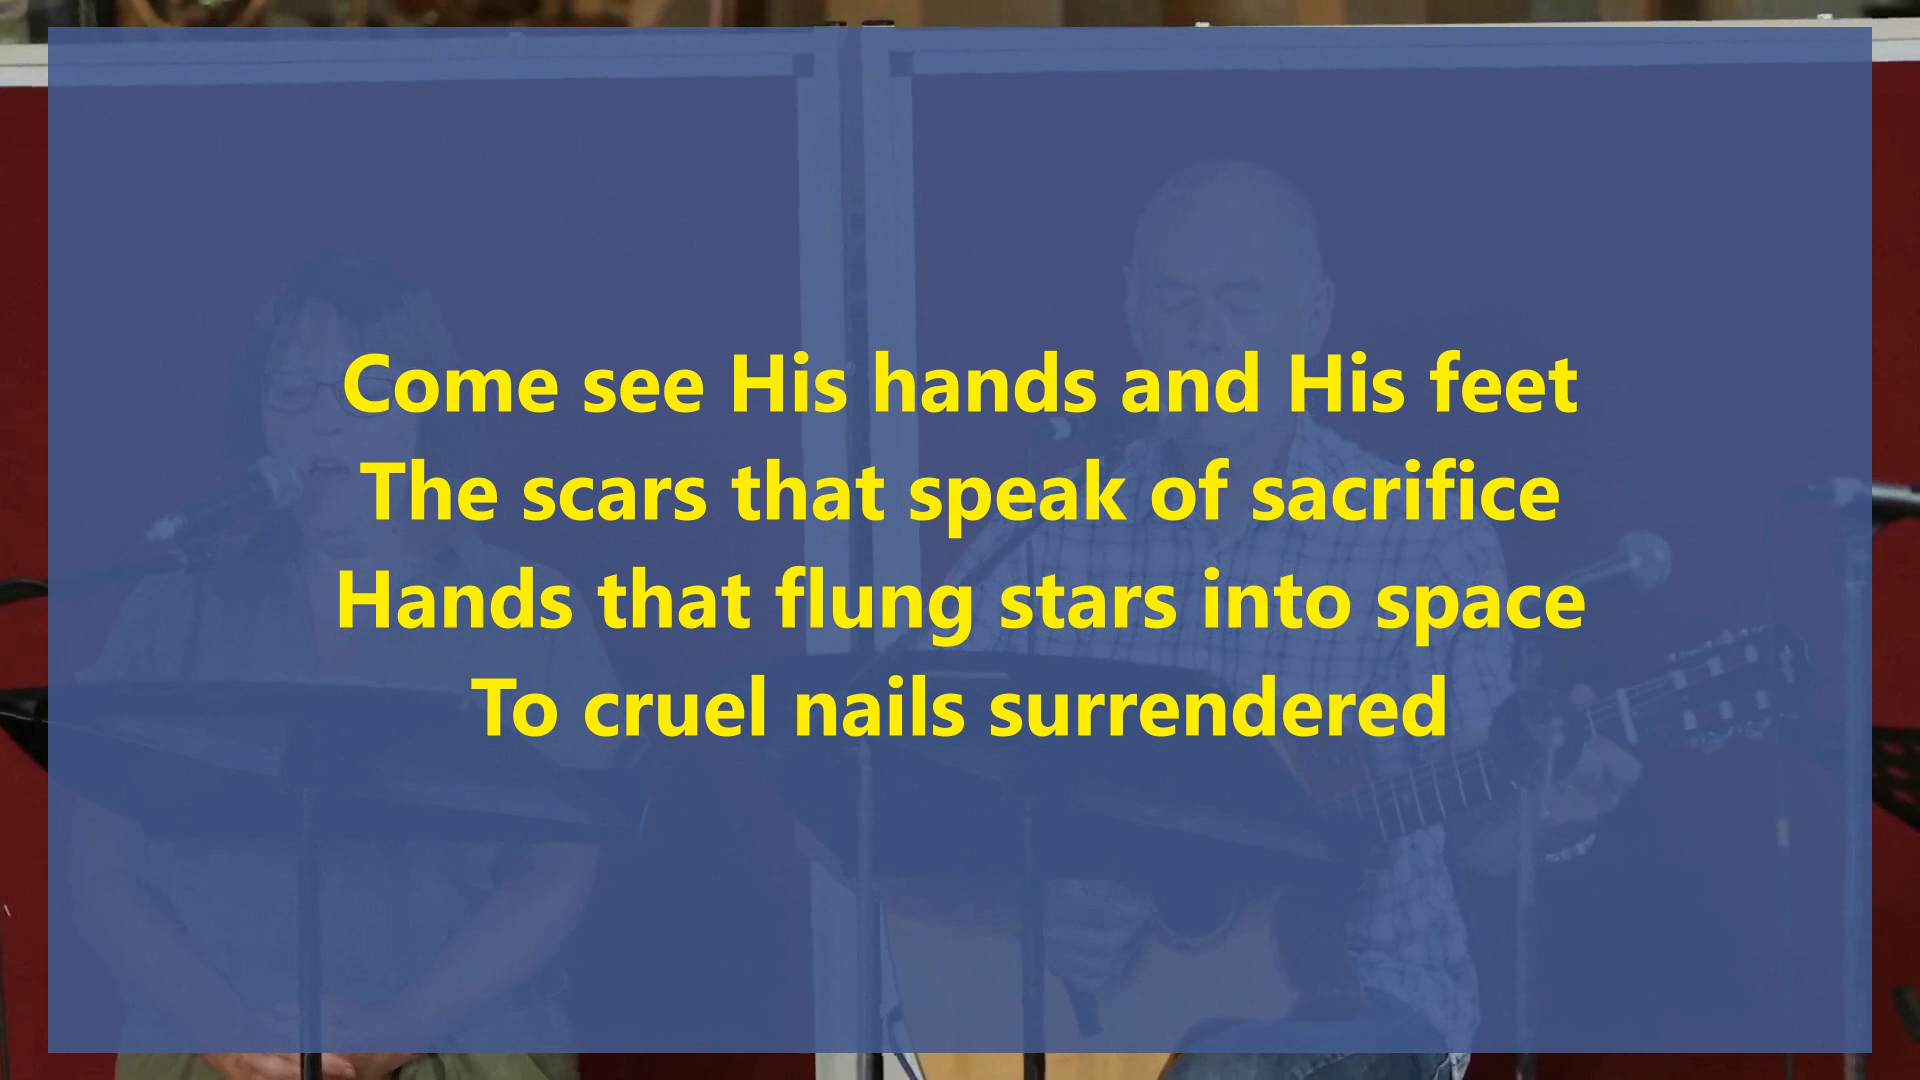 Come see His hands and His feet
The scars that speak of sacrifice
Hands that flung stars into space
To cruel nails surrendered